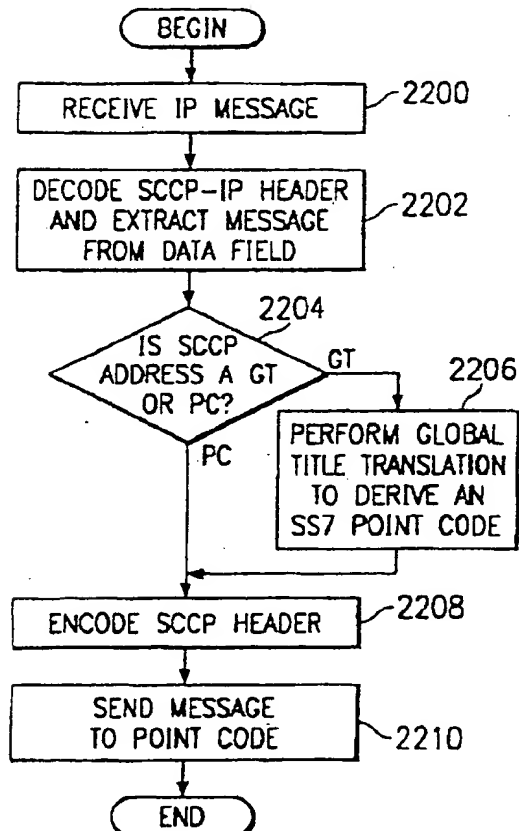 BEGIN
RECEIVE IP MESSAGE
2200
DECODE SCCP-IP HEADER
AND EXTRACT MESSAGE
FROM DATA FIELD
2202
IS SCCP
ADDRESS A GT
OR PC?
2204
GT
PC
PERFORM GLOBAL
TITLE TRANSLATION
TO DERIVE AN
SS7 POINT CODE
2206
ENCODE SCCP HEADER
2208
SEND MESSAGE
TO POINT CODE
2210
END